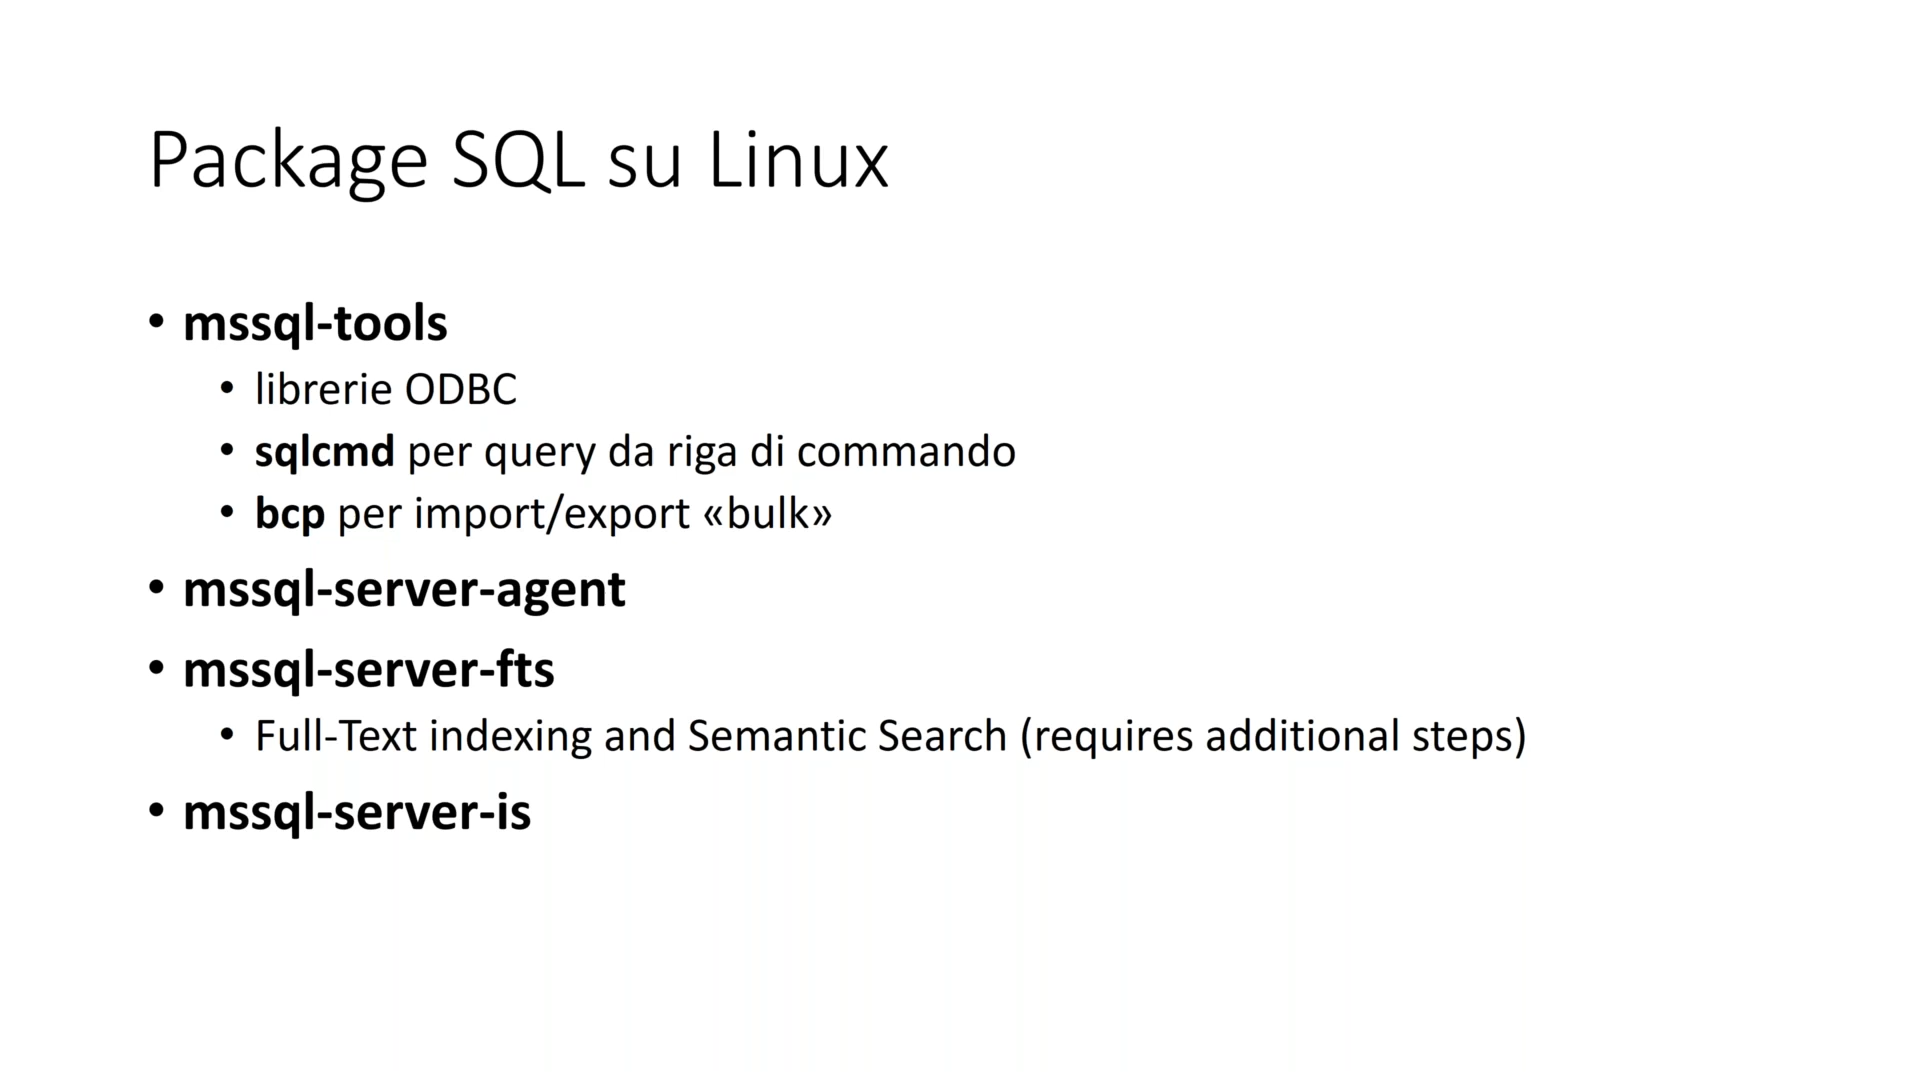 Package SQL su Linux
• mssql-tools
• librerie ODBC
• sqlcmd per query da riga di commando
• bcp per import/export «bulk»
• mssql-server-agent
• mssql-server-fts
• Full-Text indexing and Semantic Search (requires additional steps)
• mssql-server-is